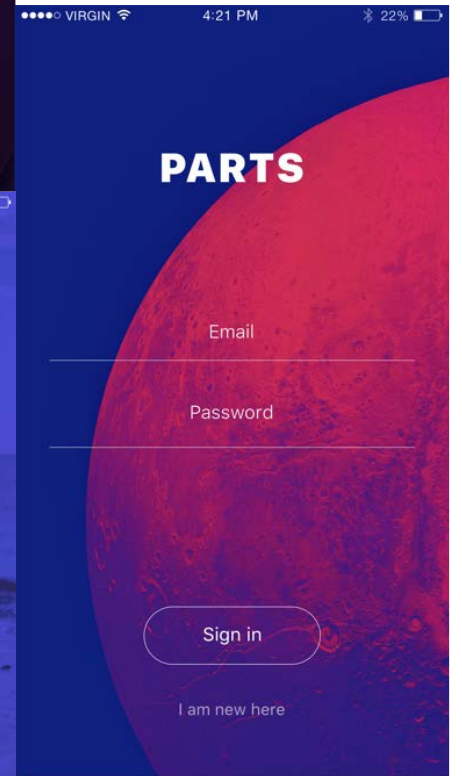 VIRGIN 4:21 PM 22%
PARTS
Email
Password
Sign in
I am new here